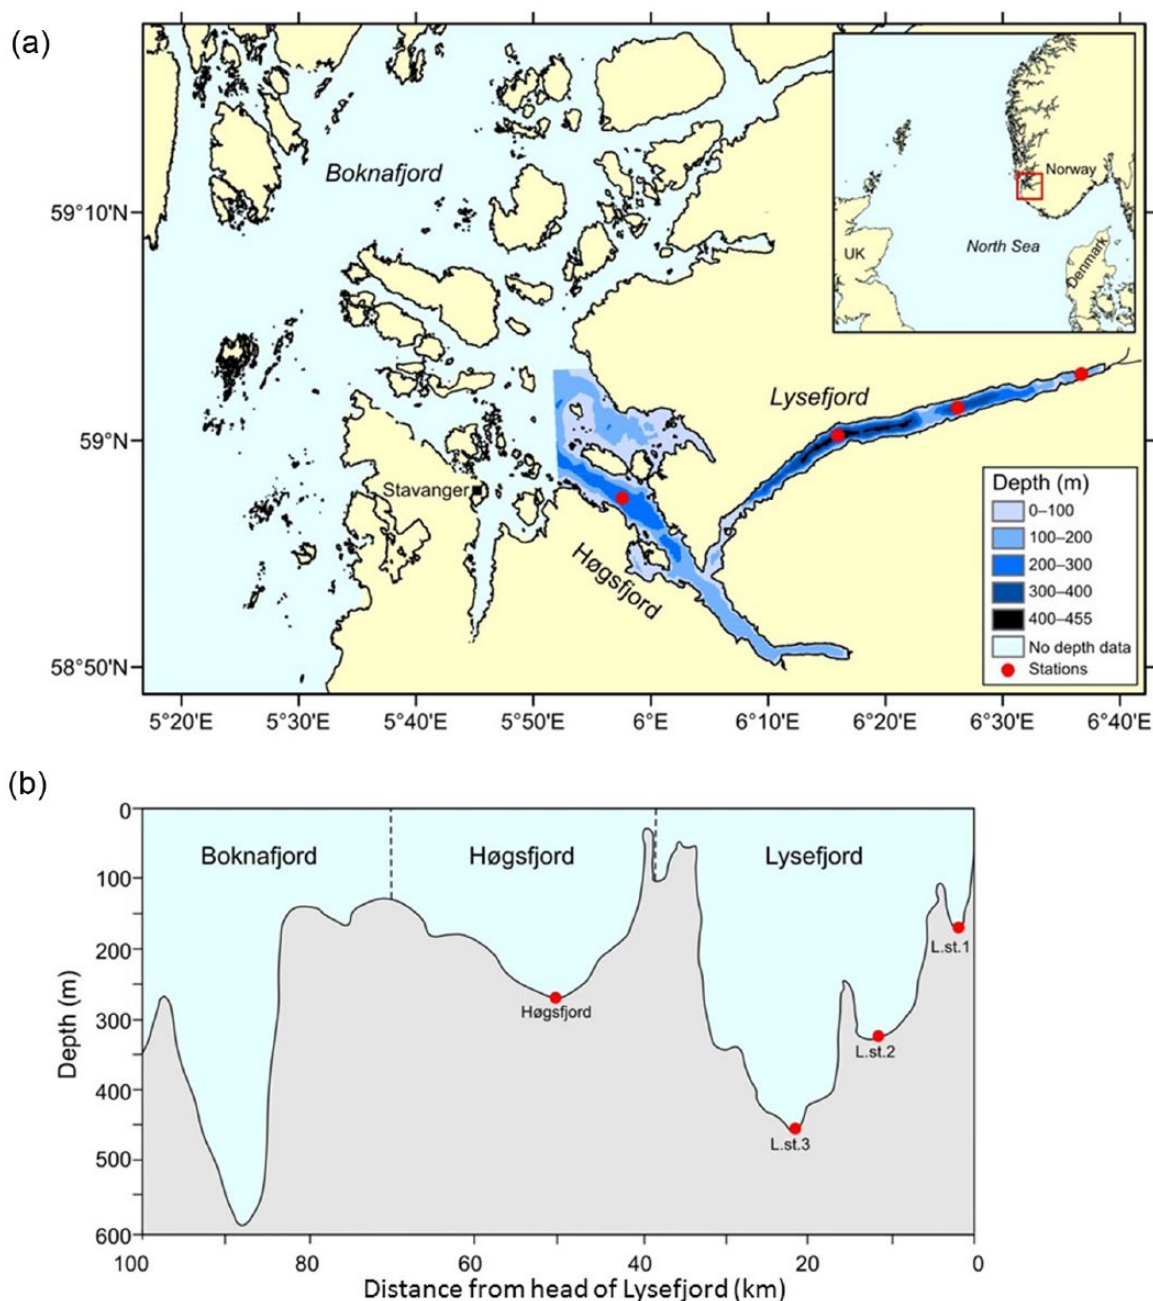 (a)
Boknafjord
Norway
North Sea
UK
Denmark
59°10'N
Lysefjord
59°N
Stavanger
Høgsfjord
58°50'N
Depth (m)
0–100
100–200
200–300
300–400
400–455
No depth data
Stations
5°20'E 5°30'E 5°40'E 5°50'E 6°E 6°10'E 6°20'E 6°30'E 6°40'E
(b)
0
Boknafjord Høgsfjord Lysefjord
100
200
L.st.1
300
Høgsfjord
L.st.2
400
L.st.3
500
600
Depth (m)
100 80 60 40 20 0
Distance from head of Lysefjord (km)